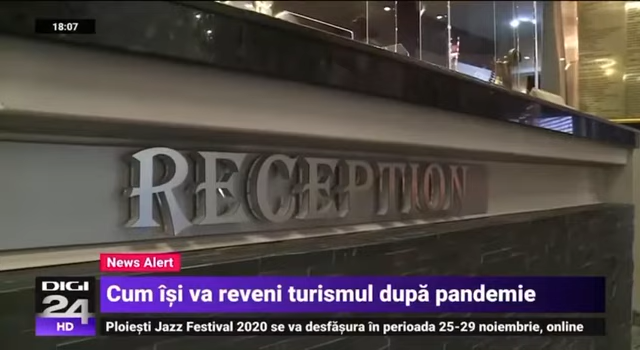 18:07
RECEPTION
News Alert
DIGI
24
HD
Cum își va reveni turismul după pandemie
Ploiești Jazz Festival 2020 se va desfășura în perioada 25-29 noiembrie, online